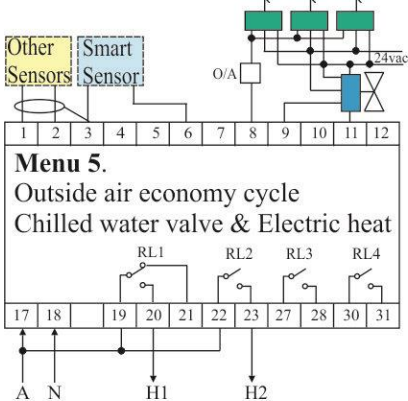 24vac
Other Sensors
Smart Sensor
O/A
1 2 3 4 5 6 7 8 9 10 11 12
Menu 5.
Outside air economy cycle
Chilled water valve & Electric heat
RL1 RL2 RL3 RL4
17 18 19 20 21 22 23 27 28 30 31
A N H1 H2